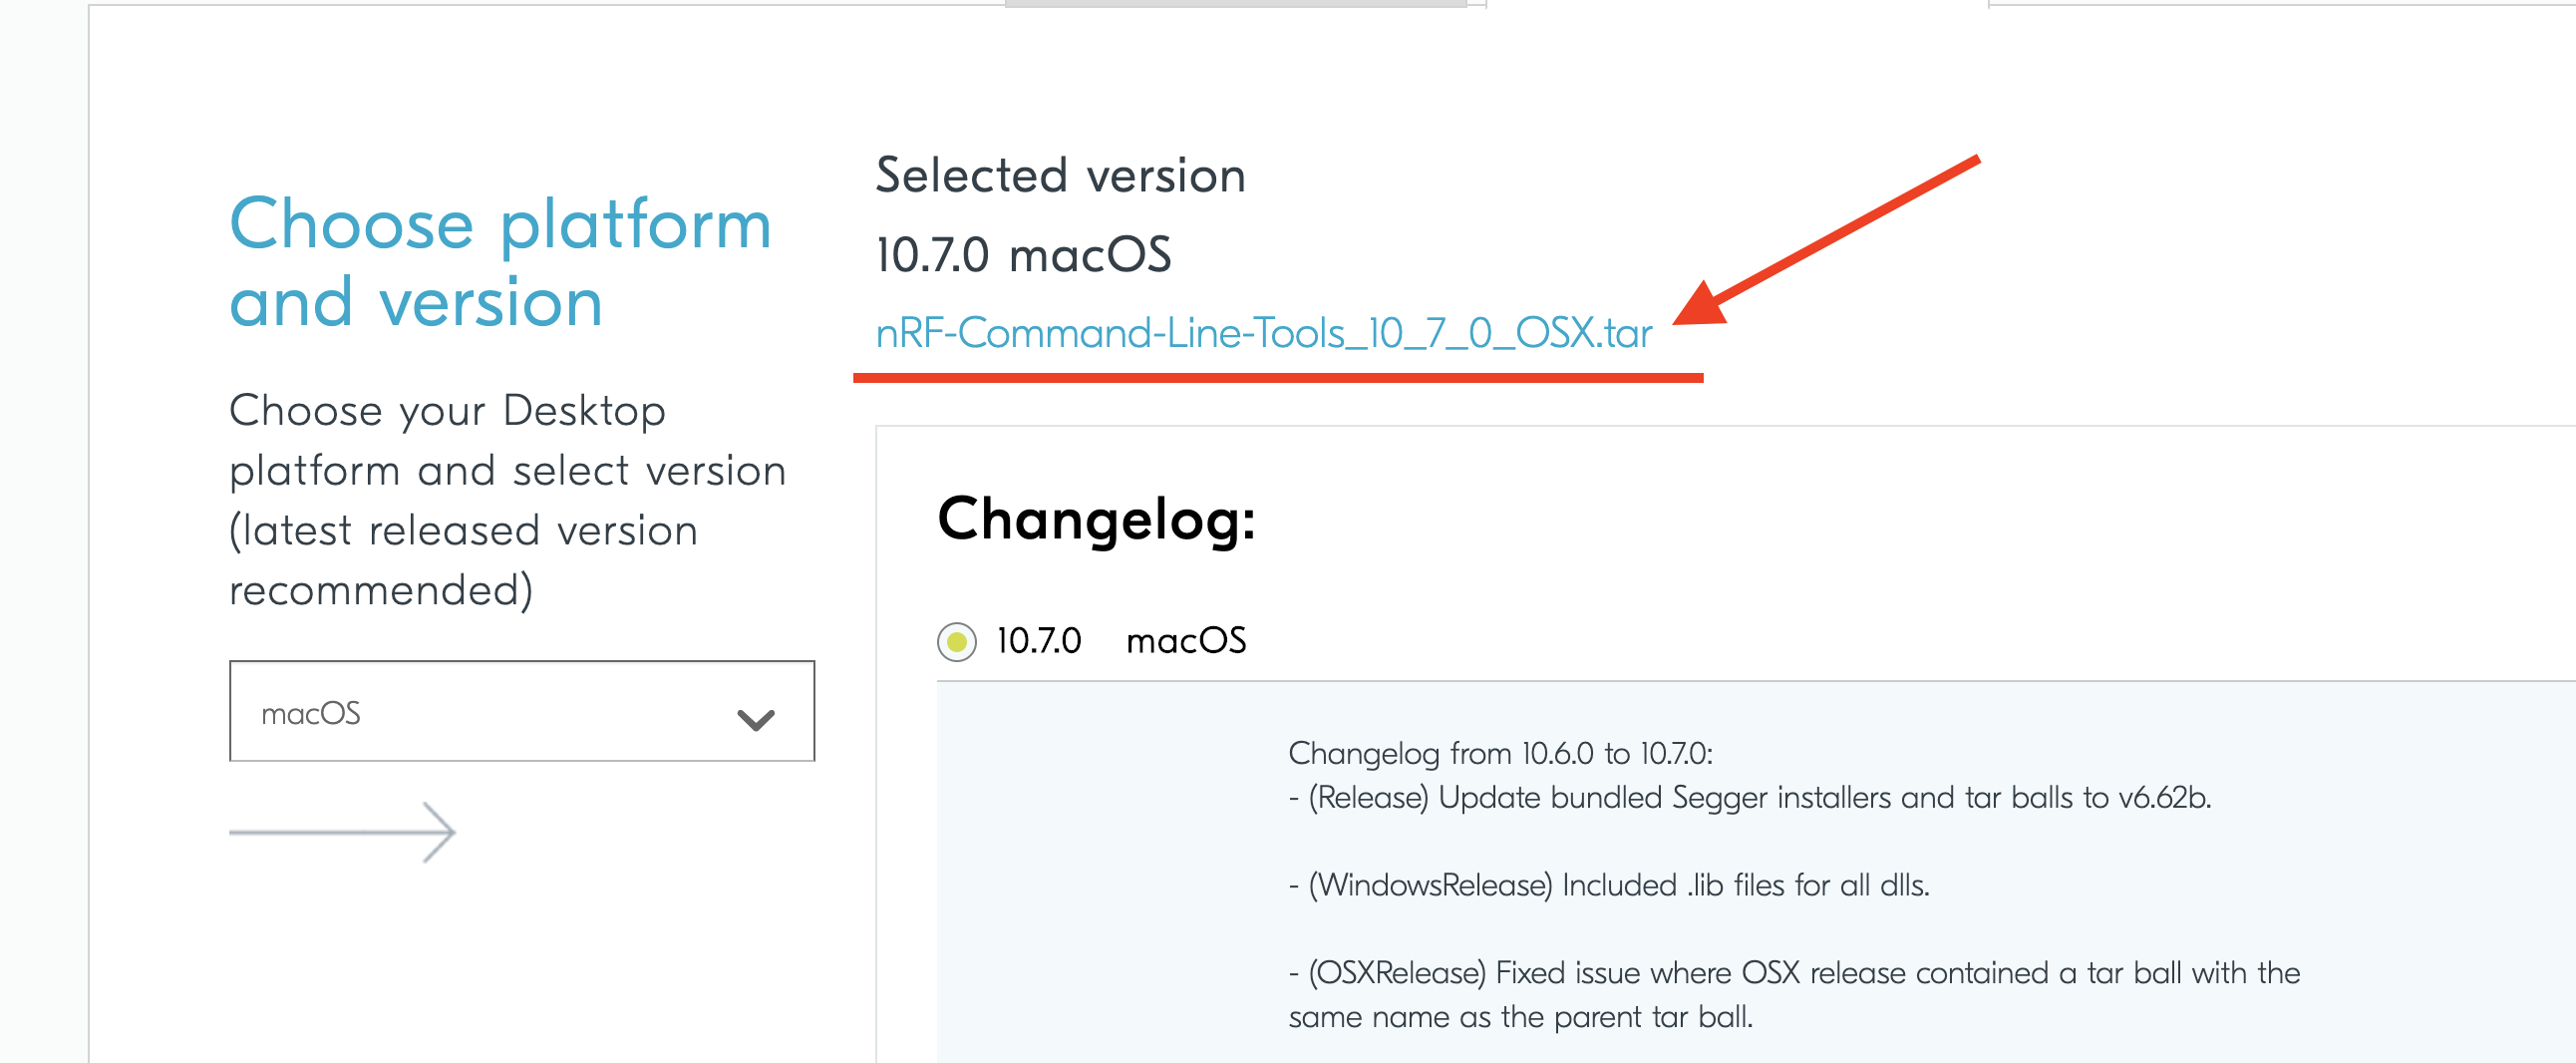 Choose platform
and version
Choose your Desktop
platform and select version
(latest released version
recommended)
macOS
Selected version
10.7.0 macOS
nRF-Command-Line-Tools_10_7_0_OSX.tar
Changelog:
10.7.0 macOS
Changelog from 10.6.0 to 10.7.0:
- (Release) Update bundled Segger installers and tar balls to v6.62b.
- (WindowsRelease) Included .lib files for all dlls.
- (OSXRelease) Fixed issue where OSX release contained a tar ball with the
same name as the parent tar ball.